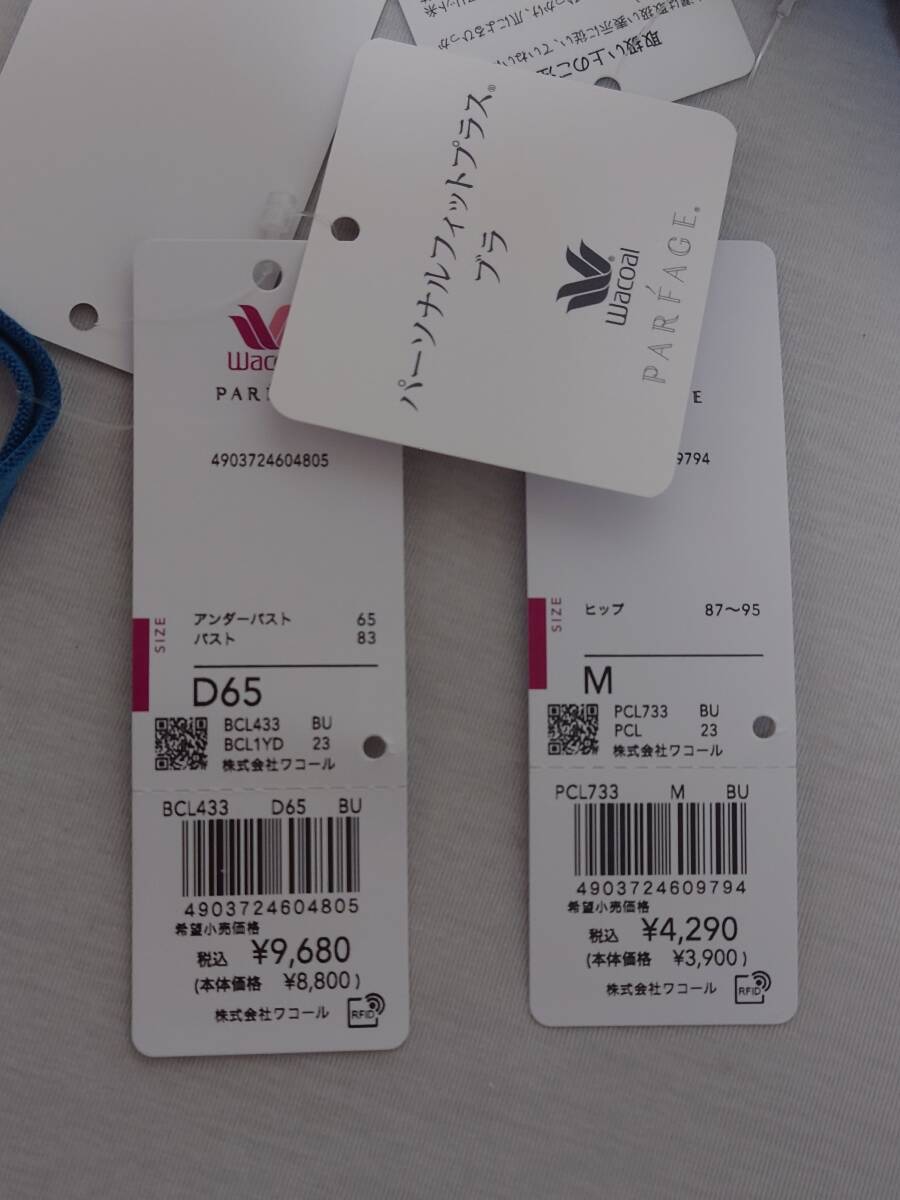 取扱い上のご注
パーソナルフィットプラス®
ブラ
Wacoal
PARFAGE®
Wac
PAR
4903724604805
SIZE
アンダーバスト 65
バスト 83
D65
BCL433 BU
BCL1YD 23
株式会社ワコール
BCL433 D65 BU
4903724604805
希望小売価格
税込 ¥9,680
(本体価格 ¥8,800)
株式会社ワコール
RFID
E
9794
SIZE
ヒップ 87〜95
M
PCL733 BU
PCL 23
株式会社ワコール
PCL733 M BU
4903724609794
希望小売価格
税込 ¥4,290
(本体価格 ¥3,900)
株式会社ワコール
RFID